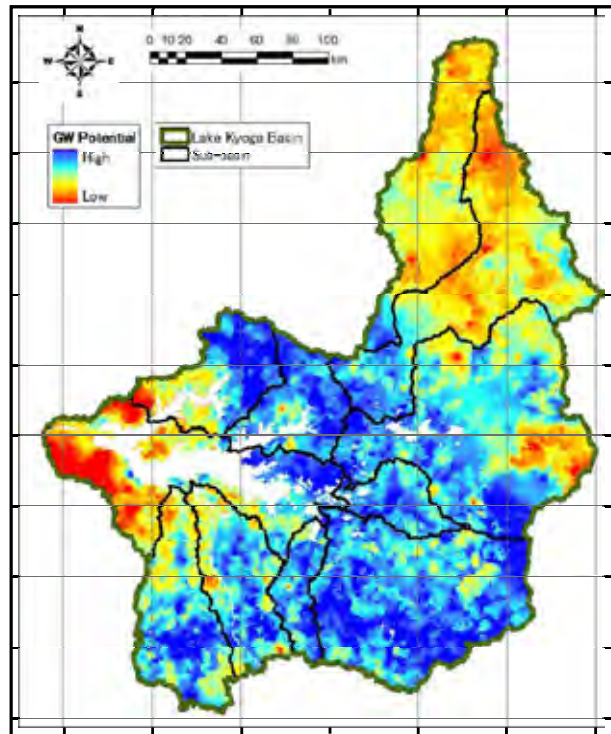 N
W E
S
0 10 20 40 60 80 100
km
GW Potential
High
Low
Lake Kyoga Basin
Sub-basin